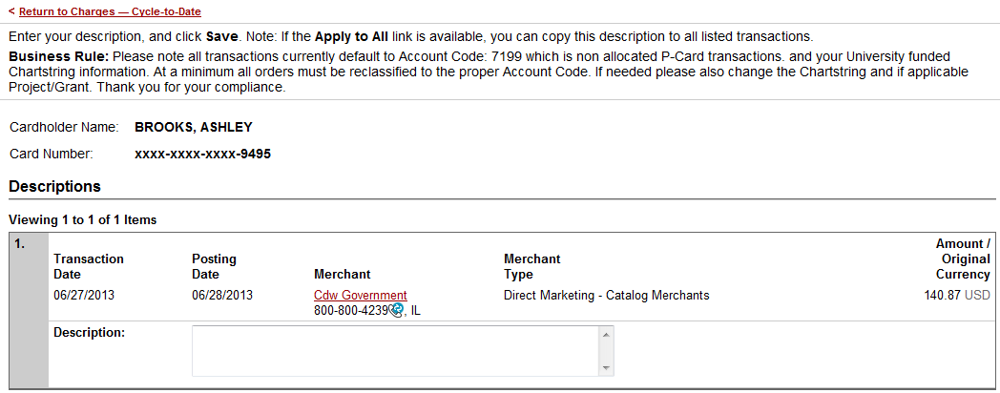 < Return to Charges — Cycle-to-Date
Enter your description, and click Save. Note: If the Apply to All link is available, you can copy this description to all listed transactions.
Business Rule: Please note all transactions currently default to Account Code: 7199 which is non allocated P-Card transactions. and your University funded
Chartstring information. At a minimum all orders must be reclassified to the proper Account Code. If needed please also change the Chartstring and if applicable
Project/Grant. Thank you for your compliance.
Cardholder Name: BROOKS, ASHLEY
Card Number: xxxx-xxxx-xxxx-9495
Descriptions
Viewing 1 to 1 of 1 Items
1. Amount /
Transaction Posting Merchant Original
Date Date Merchant Type Currency
06/27/2013 06/28/2013 Cdw Government Direct Marketing - Catalog Merchants 140.87 USD
800-800-4239, IL
Description: